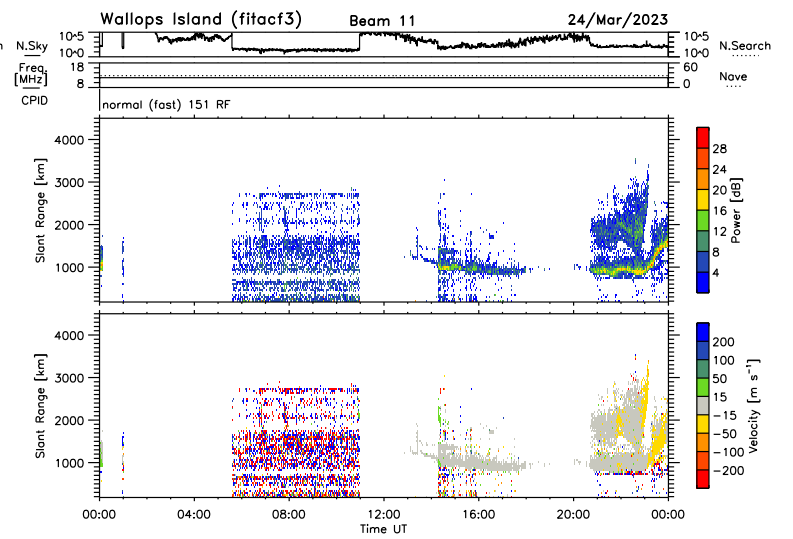 Wallops Island (fitacf3) Beam 11 24/Mar/2023
n N.Sky 10^5 10^0 10^5 10^0 N.Search
Freq. [MHz] 18 8 60 0 Nave
CPID normal (fast) 151 RF
Slant Range [km] 4000 3000 2000 1000
28 24 20 16 12 8 4 Power [dB]
Slant Range [km] 4000 3000 2000 1000
200 100 50 15 -15 -50 -100 -200 Velocity [m s^-1]
00:00 04:00 08:00 12:00 16:00 20:00 00:00
Time UT